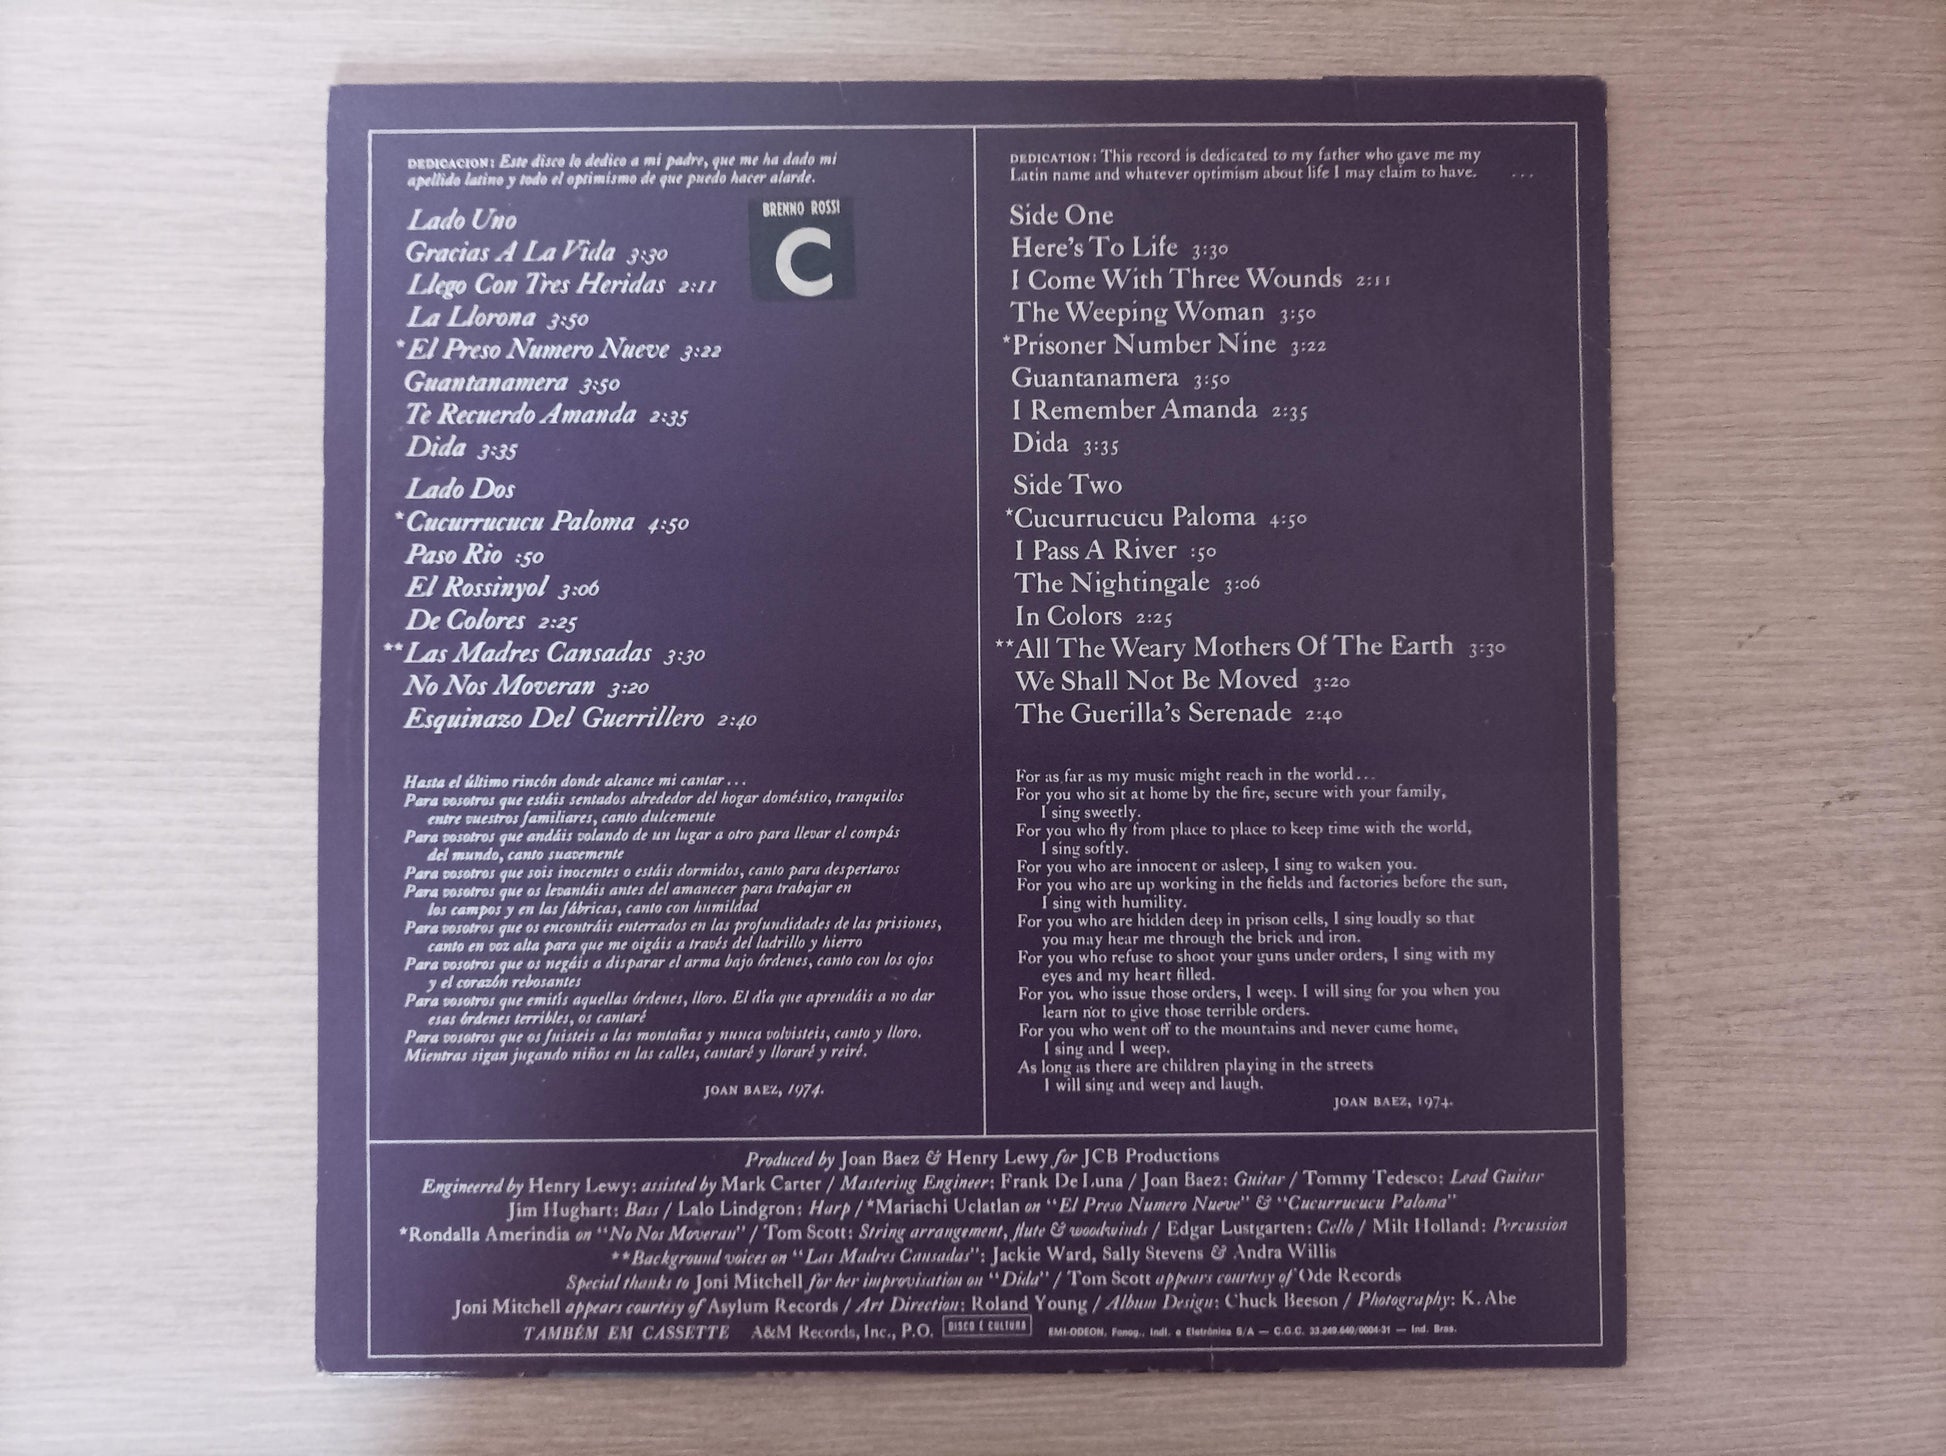 DEDICACION: Este disco lo dedico a mi padre, que me ha dado mi
apellido latino y todo el optimismo de que puedo hacer alarde.
BRENNO ROSSI
C
Lado Uno
Gracias A La Vida 3:30
Llego Con Tres Heridas 2:11
La Llorona 3:50
*El Preso Numero Nueve 3:22
Guantanamera 3:50
Te Recuerdo Amanda 2:35
Dida 3:35
Lado Dos
*Cucurrucucu Paloma 4:50
Paso Rio :50
El Rossinyol 3:06
De Colores 2:25
**Las Madres Cansadas 3:30
No Nos Moveran 3:20
Esquinazo Del Guerrillero 2:40
Hasta el último rincón donde alcance mi cantar...
Para vosotros que estáis sentados alrededor del hogar doméstico, tranquilos
entre vuestros familiares, canto dulcemente
Para vosotros que andáis volando de un lugar a otro para llevar el compás
del mundo, canto suavemente
Para vosotros que sois inocentes o estáis dormidos, canto para despertaros
Para vosotros que os levantáis antes del amanecer para trabajar en
los campos y en las fábricas, canto con humildad
Para vosotros que os encontráis enterrados en las profundidades de las prisiones,
canto en voz alta para que me oigáis a través del ladrillo y hierro
Para vosotros que os negáis a disparar el arma bajo órdenes, canto con los ojos
y el corazón rebosantes
Para vosotros que emitís aquellas órdenes, lloro. El día que aprendáis a no dar
esas órdenes terribles, os cantaré
Para vosotros que os fuisteis a las montañas y nunca volvisteis, canto y lloro.
Mientras sigan jugando niños en las calles, cantaré y lloraré y reiré.
JOAN BAEZ, 1974.
DEDICATION: This record is dedicated to my father who gave me my
Latin name and whatever optimism about life I may claim to have. ...
Side One
Here's To Life 3:30
I Come With Three Wounds 2:11
The Weeping Woman 3:50
*Prisoner Number Nine 3:22
Guantanamera 3:50
I Remember Amanda 2:35
Dida 3:35
Side Two
*Cucurrucucu Paloma 4:50
I Pass A River :50
The Nightingale 3:06
In Colors 2:25
**All The Weary Mothers Of The Earth 3:30
We Shall Not Be Moved 3:20
The Guerilla's Serenade 2:40
For as far as my music might reach in the world...
For you who sit at home by the fire, secure with your family,
I sing sweetly.
For you who fly from place to place to keep time with the world,
I sing softly.
For you who are innocent or asleep, I sing to waken you.
For you who are up working in the fields and factories before the sun,
I sing with humility.
For you who are hidden deep in prison cells, I sing loudly so that
you may hear me through the brick and iron.
For you who refuse to shoot your guns under orders, I sing with my
eyes and my heart filled.
For you who issue those orders, I weep. I will sing for you when you
learn not to give those terrible orders.
For you who went off to the mountains and never came home,
I sing and I weep.
As long as there are children playing in the streets
I will sing and weep and laugh.
JOAN BAEZ, 1974.
Produced by Joan Baez & Henry Lewy for JCB Productions
Engineered by Henry Lewy; assisted by Mark Carter / Mastering Engineer: Frank De Luna / Joan Baez: Guitar / Tommy Tedesco: Lead Guitar
Jim Hughart: Bass / Lalo Lindgron: Harp / *Mariachi Uclatlan on "El Preso Numero Nueve" & "Cucurrucucu Paloma"
*Rondalla Amerindia on "No Nos Moveran" / Tom Scott: String arrangement, flute & woodwinds / Edgar Lustgarten: Cello / Milt Holland: Percussion
**Background voices on "Las Madres Cansadas": Jackie Ward, Sally Stevens & Andra Willis
Special thanks to Joni Mitchell for her improvisation on "Dida" / Tom Scott appears courtesy of Ode Records
Joni Mitchell appears courtesy of Asylum Records / Art Direction: Roland Young / Album Design: Chuck Beeson / Photography: K. Abe
TAMBÉM EM CASSETTE A&M Records, Inc., P.O. DISCO É CULTURA EMI-ODEON, Fonog., Indl. e Eletrônica S/A — C.G.C. 33.249.640/0004-31 — Ind. Bras.